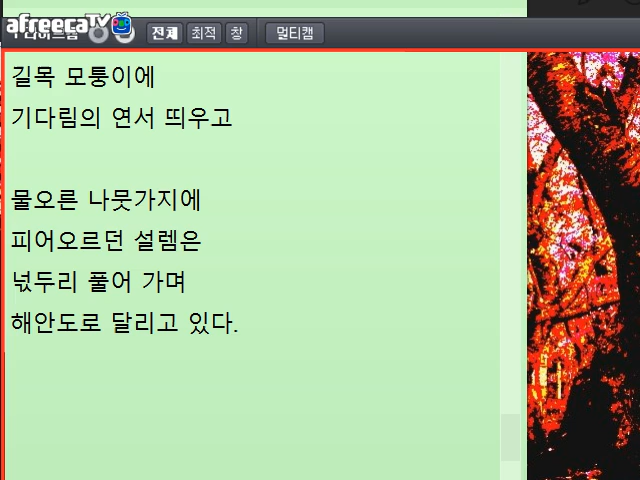 afreecaTV
전체 최적 창 멀티캠
길목 모퉁이에
기다림의 연서 띄우고
물오른 나뭇가지에
피어오르던 설렘은
넋두리 풀어 가며
해안도로 달리고 있다.